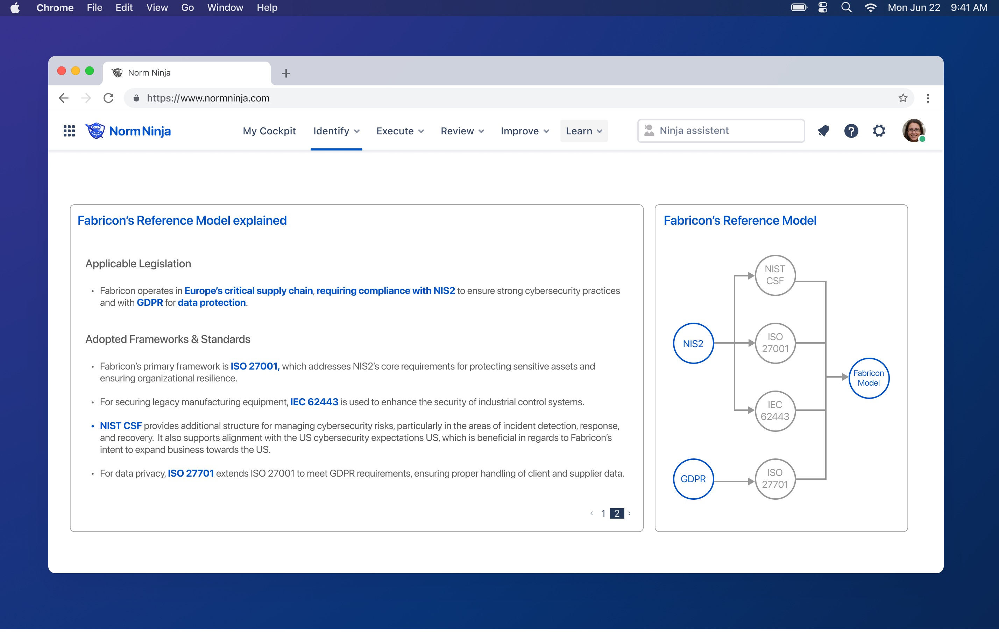 Chrome File Edit View Go Window Help Mon Jun 22 9:41 AM
Norm Ninja
https://www.normninja.com
Norm Ninja My Cockpit Identify Execute Review Improve Learn Ninja assistent
Fabricon’s Reference Model explained
Applicable Legislation
• Fabricon operates in Europe’s critical supply chain, requiring compliance with NIS2 to ensure strong cybersecurity practices
and with GDPR for data protection.
Adopted Frameworks & Standards
• Fabricon’s primary framework is ISO 27001, which addresses NIS2’s core requirements for protecting sensitive assets and
ensuring organizational resilience.
• For securing legacy manufacturing equipment, IEC 62443 is used to enhance the security of industrial control systems.
• NIST CSF provides additional structure for managing cybersecurity risks, particularly in the areas of incident detection, response,
and recovery. It also supports alignment with the US cybersecurity expectations US, which is beneficial in regards to Fabricon’s
intent to expand business towards the US.
• For data privacy, ISO 27701 extends ISO 27001 to meet GDPR requirements, ensuring proper handling of client and supplier data.
1 2
Fabricon’s Reference Model
NIST
CSF
NIS2
ISO
27001
Fabricon
Model
IEC
62443
GDPR
ISO
27701